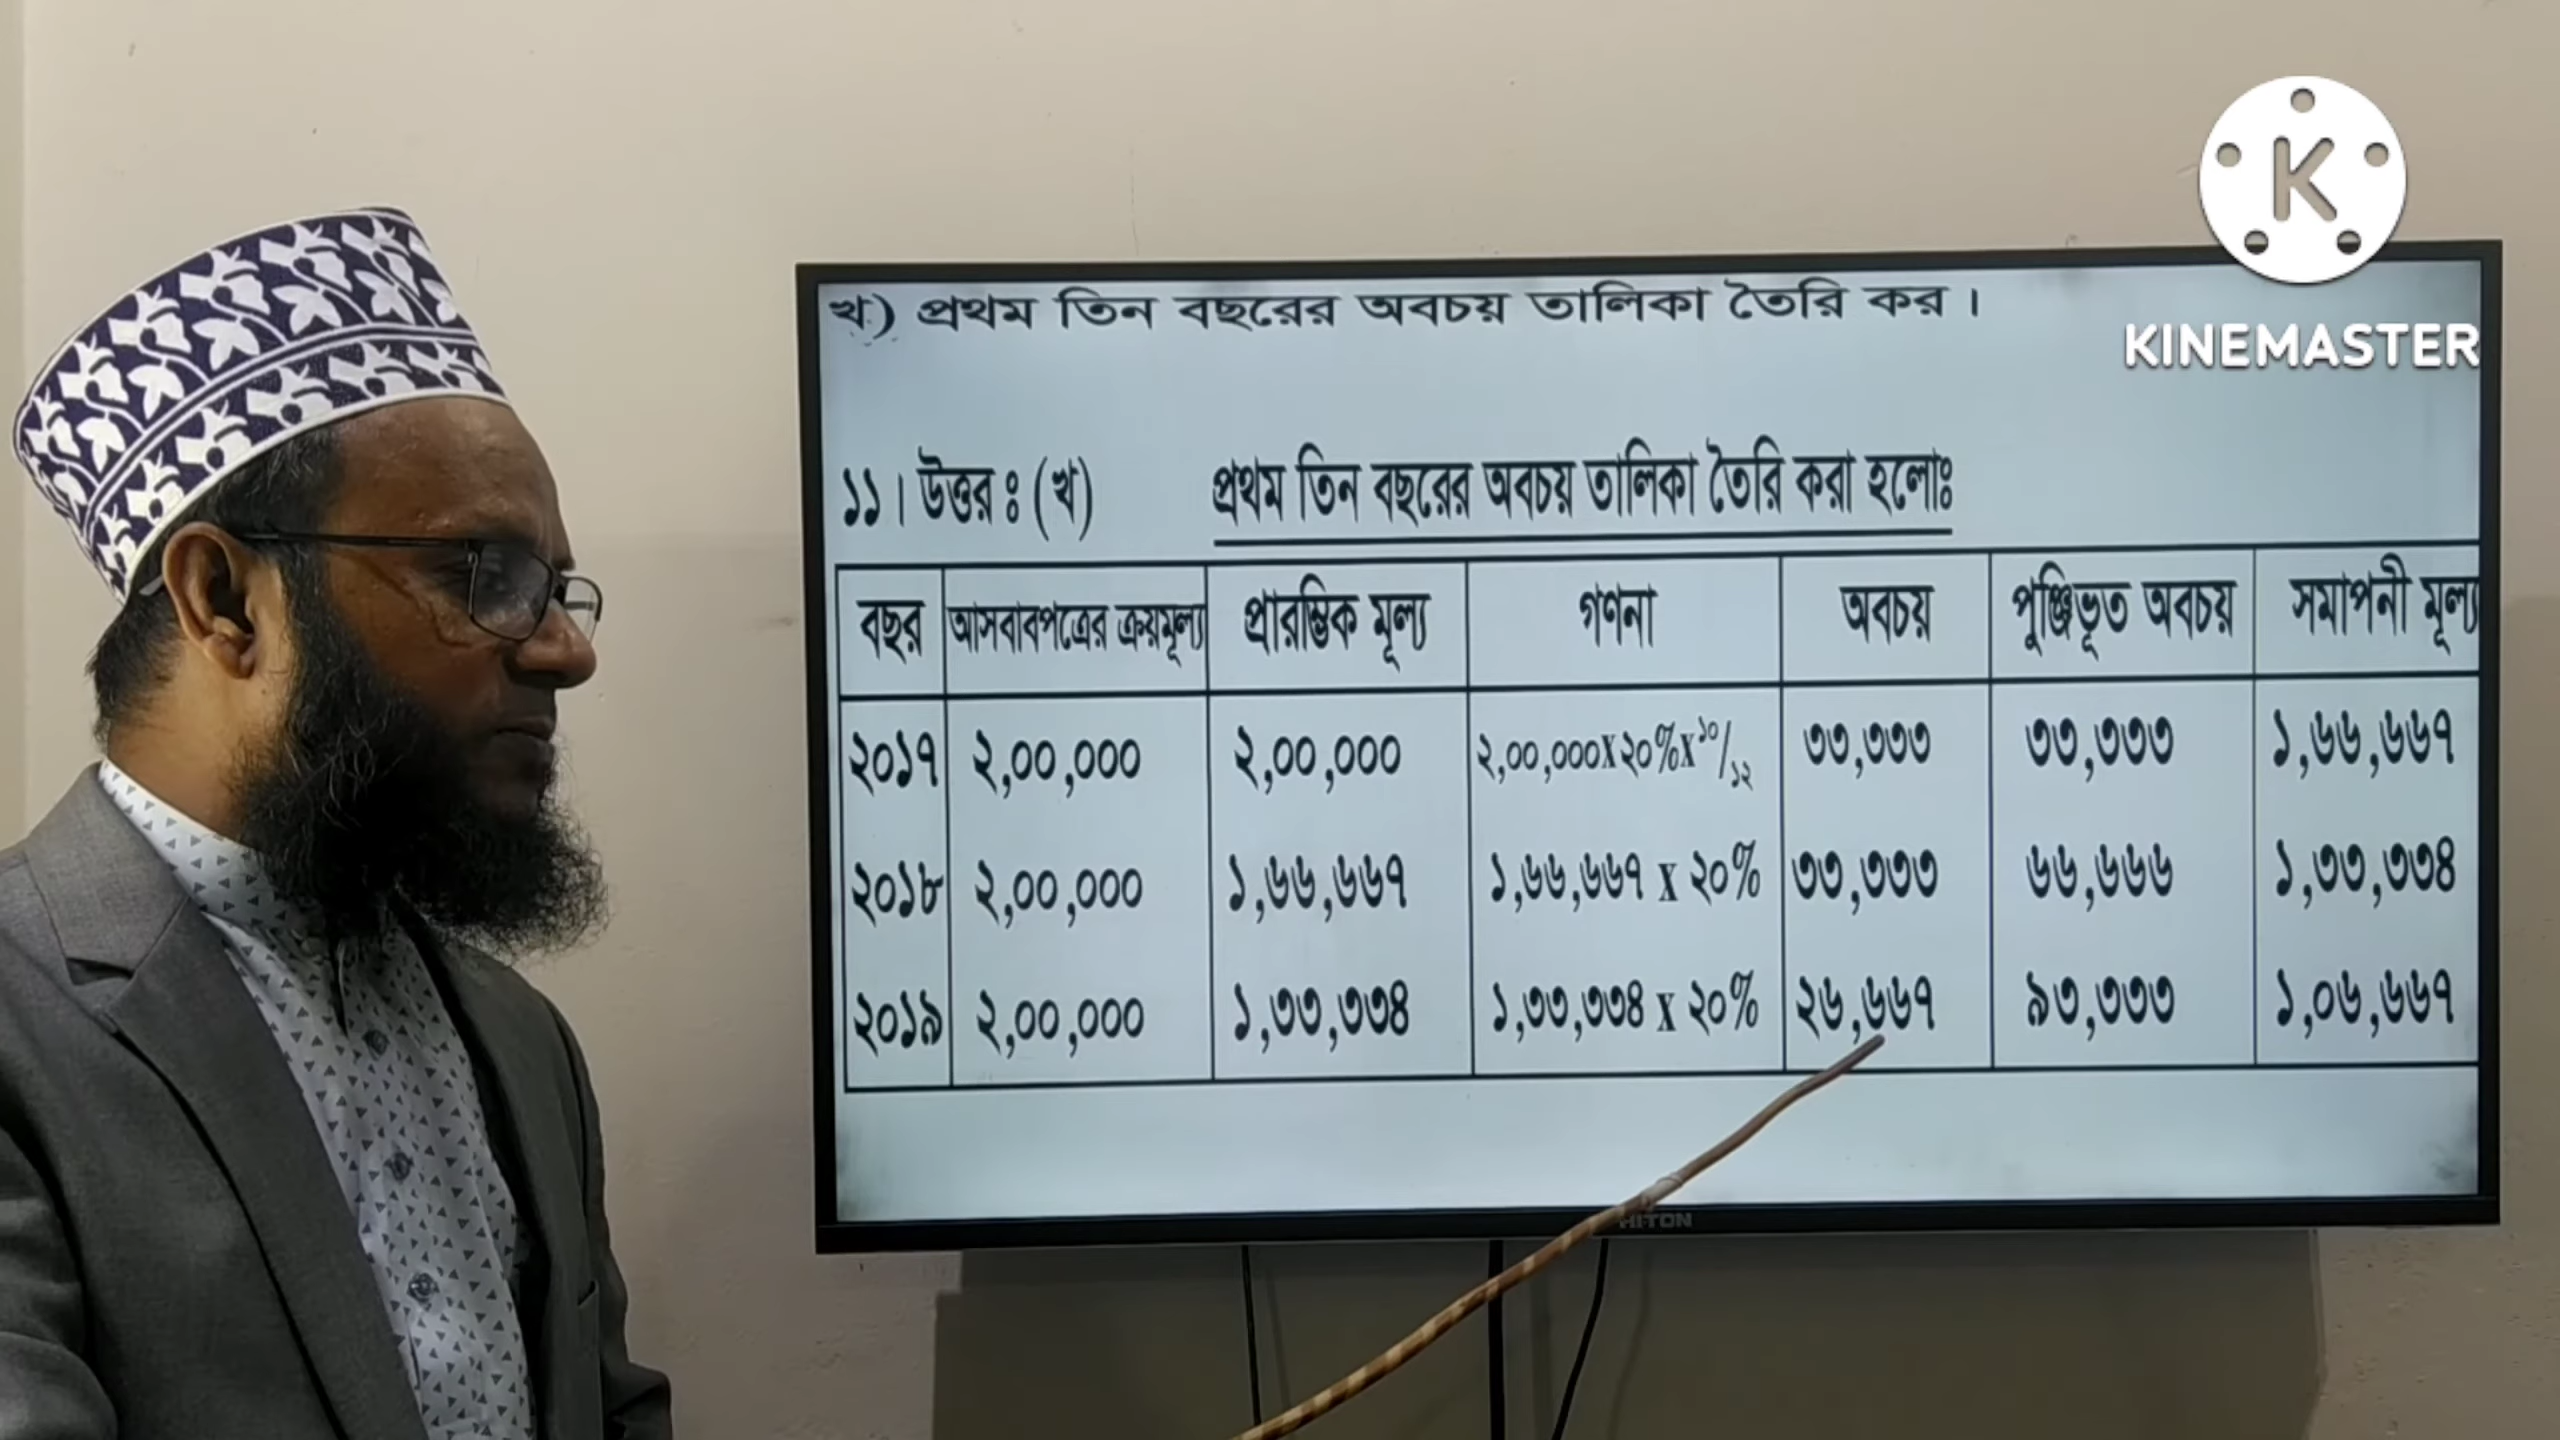 K
KINEMASTER
খ) প্রথম তিন বছরের অবচয় তালিকা তৈরি কর।
১১। উত্তর ঃ (খ) প্রথম তিন বছরের অবচয় তালিকা তৈরি করা হলোঃ
বছর আসবাবপত্রের ক্রয়মূল্য প্রারম্ভিক মূল্য গণনা অবচয় পুঞ্জিভূত অবচয় সমাপনী মূল্য
২০১৭ ২,০০,০০০ ২,০০,০০০ ২,০০,০০০x২০%x১০/১২ ৩৩,৩৩৩ ৩৩,৩৩৩ ১,৬৬,৬৬৭
২০১৮ ২,০০,০০০ ১,৬৬,৬৬৭ ১,৬৬,৬৬৭ x ২০% ৩৩,৩৩৩ ৬৬,৬৬৬ ১,৩৩,৩৩৪
২০১৯ ২,০০,০০০ ১,৩৩,৩৩৪ ১,৩৩,৩৩৪ x ২০% ২৬,৬৬৭ ৯৩,৩৩৩ ১,০৬,৬৬৭
HITON